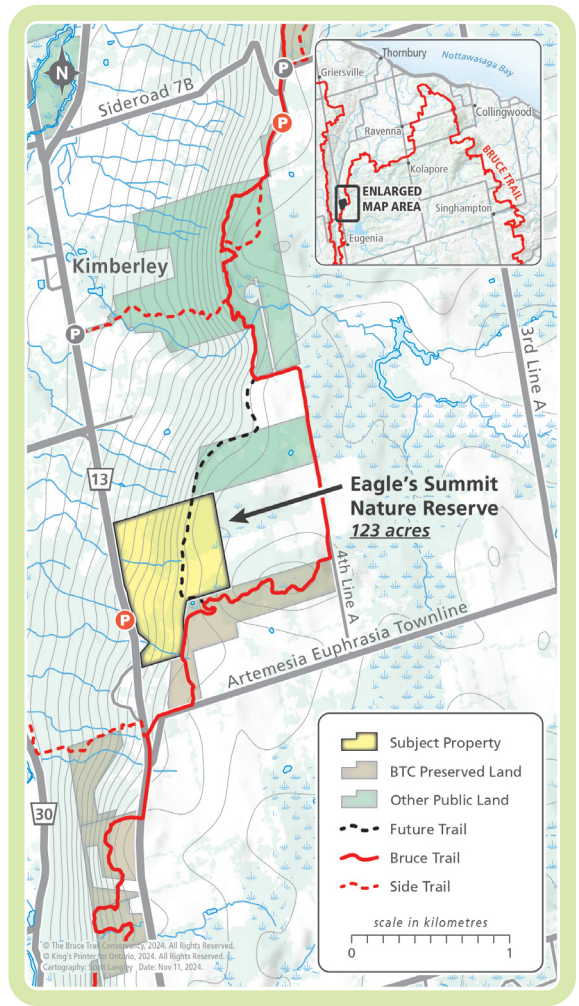 N
Sideroad 7B
P
P
Thornbury
Nottawasaga Bay
Griersville
Collingwood
Ravenna
BRUCE TRAIL
Kolapore
ENLARGED
MAP AREA
Singhampton
Eugenia
Kimberley
P
3rd Line A
13
Eagle's Summit
Nature Reserve
123 acres
4th Line A
P
Artemesia Euphrasia Townline
30
Subject Property
BTC Preserved Land
Other Public Land
Future Trail
Bruce Trail
Side Trail
scale in kilometres
0 1
© The Bruce Trail Conservancy, 2024. All Rights Reserved.
© King's Printer for Ontario, 2024. All Rights Reserved.
Cartography: Scott Langley Date: Nov 11, 2024.